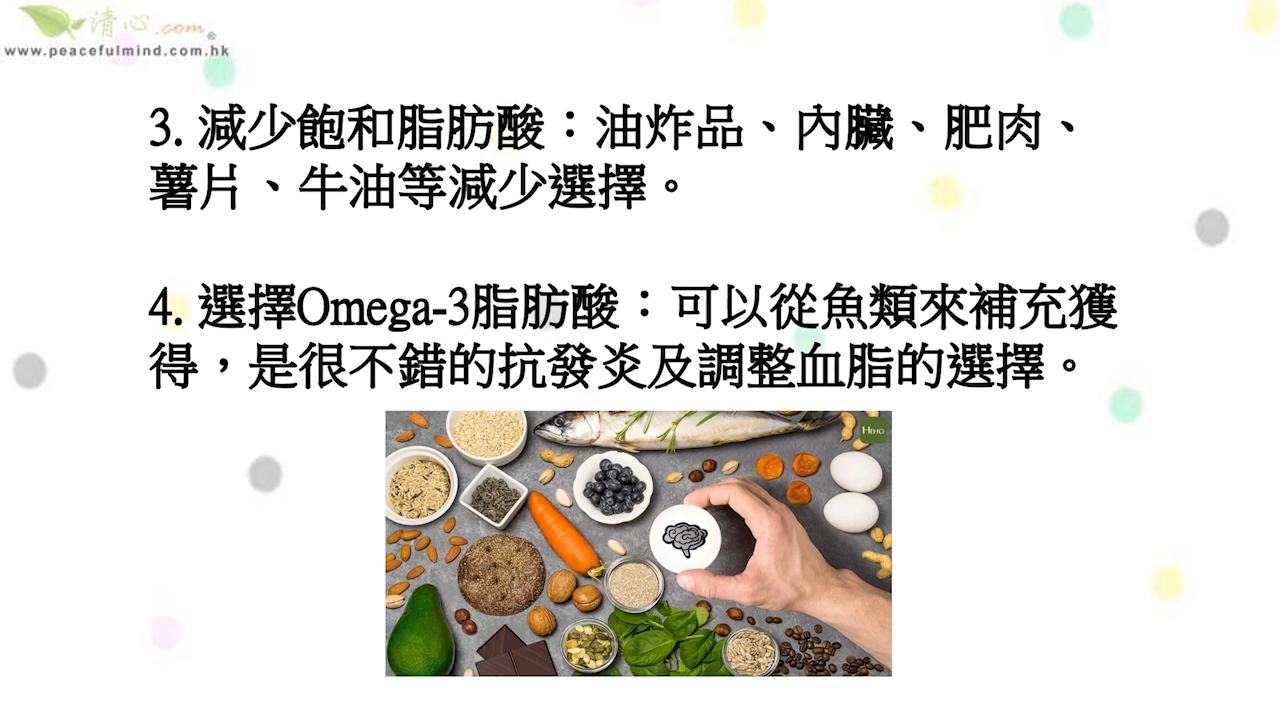 清心.com®
www.peacefulmind.com.hk
3. 減少飽和脂肪酸：油炸品、內臟、肥肉、
薯片、牛油等減少選擇。
4. 選擇Omega-3脂肪酸：可以從魚類來補充獲
得，是很不錯的抗發炎及調整血脂的選擇。
HEHO